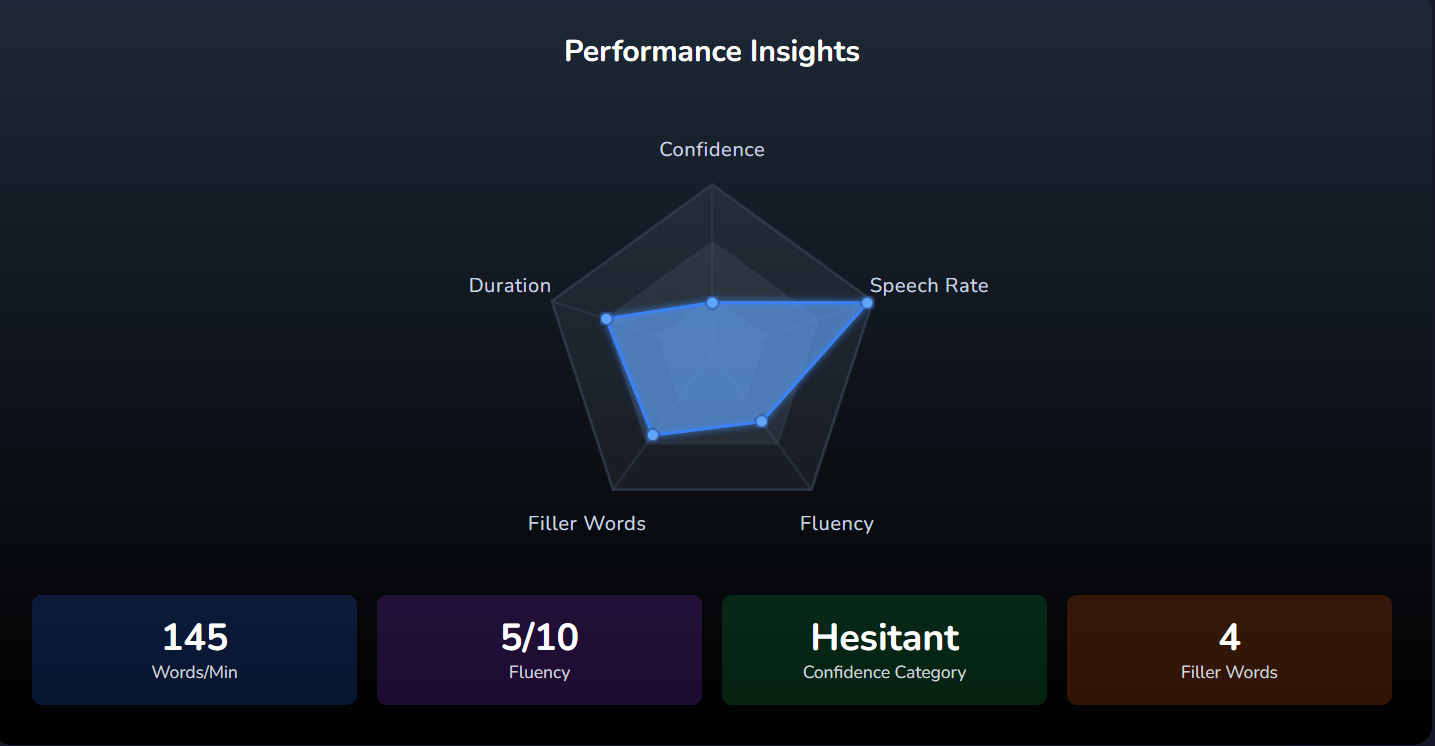 Performance Insights
Confidence
Duration
Speech Rate
Filler Words
Fluency
145
Words/Min
5/10
Fluency
Hesitant
Confidence Category
4
Filler Words